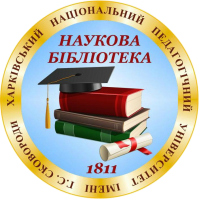 ХАРКІВСЬКИЙ НАЦІОНАЛЬНИЙ ПЕДАГОГІЧНИЙ УНІВЕРСИТЕТ ІМЕНІ Г.С.СКОВОРОДИ
НАУКОВА
БІБЛІОТЕКА
1811